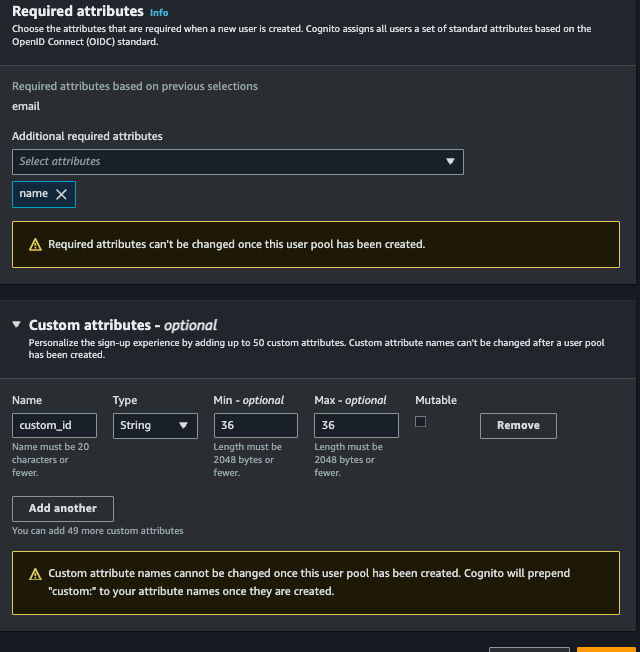 Required attributes Info
Choose the attributes that are required when a new user is created. Cognito assigns all users a set of standard attributes based on the
OpenID Connect (OIDC) standard.
Required attributes based on previous selections
email
Additional required attributes
Select attributes
name
Required attributes can't be changed once this user pool has been created.
Custom attributes - optional
Personalize the sign-up experience by adding up to 50 custom attributes. Custom attribute names can't be changed after a user pool
has been created.
Name Type Min - optional Max - optional Mutable
custom_id String 36 36 Remove
Name must be 20 Length must be Length must be
characters or 2048 bytes or 2048 bytes or
fewer. fewer. fewer.
Add another
You can add 49 more custom attributes
Custom attribute names cannot be changed once this user pool has been created. Cognito will prepend
"custom:" to your attribute names once they are created.